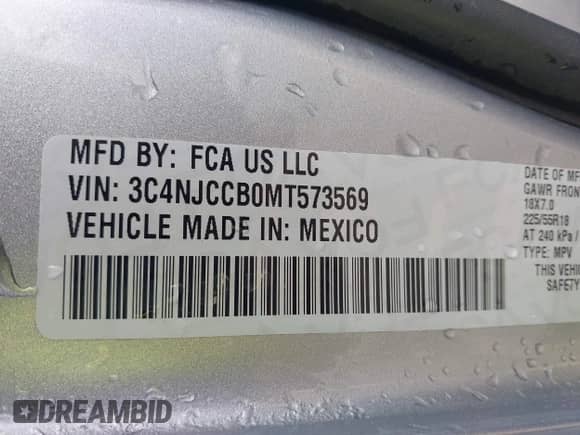 MFD BY: FCA US LLC
VIN: 3C4NJCCB0MT573569
VEHICLE MADE IN: MEXICO
DATE OF MF
GAWR FRONT
18X7.0
225/55R18
AT 240 kPa /
TYPE: MPV
THIS VEHI
SAFETY
DREAMBID